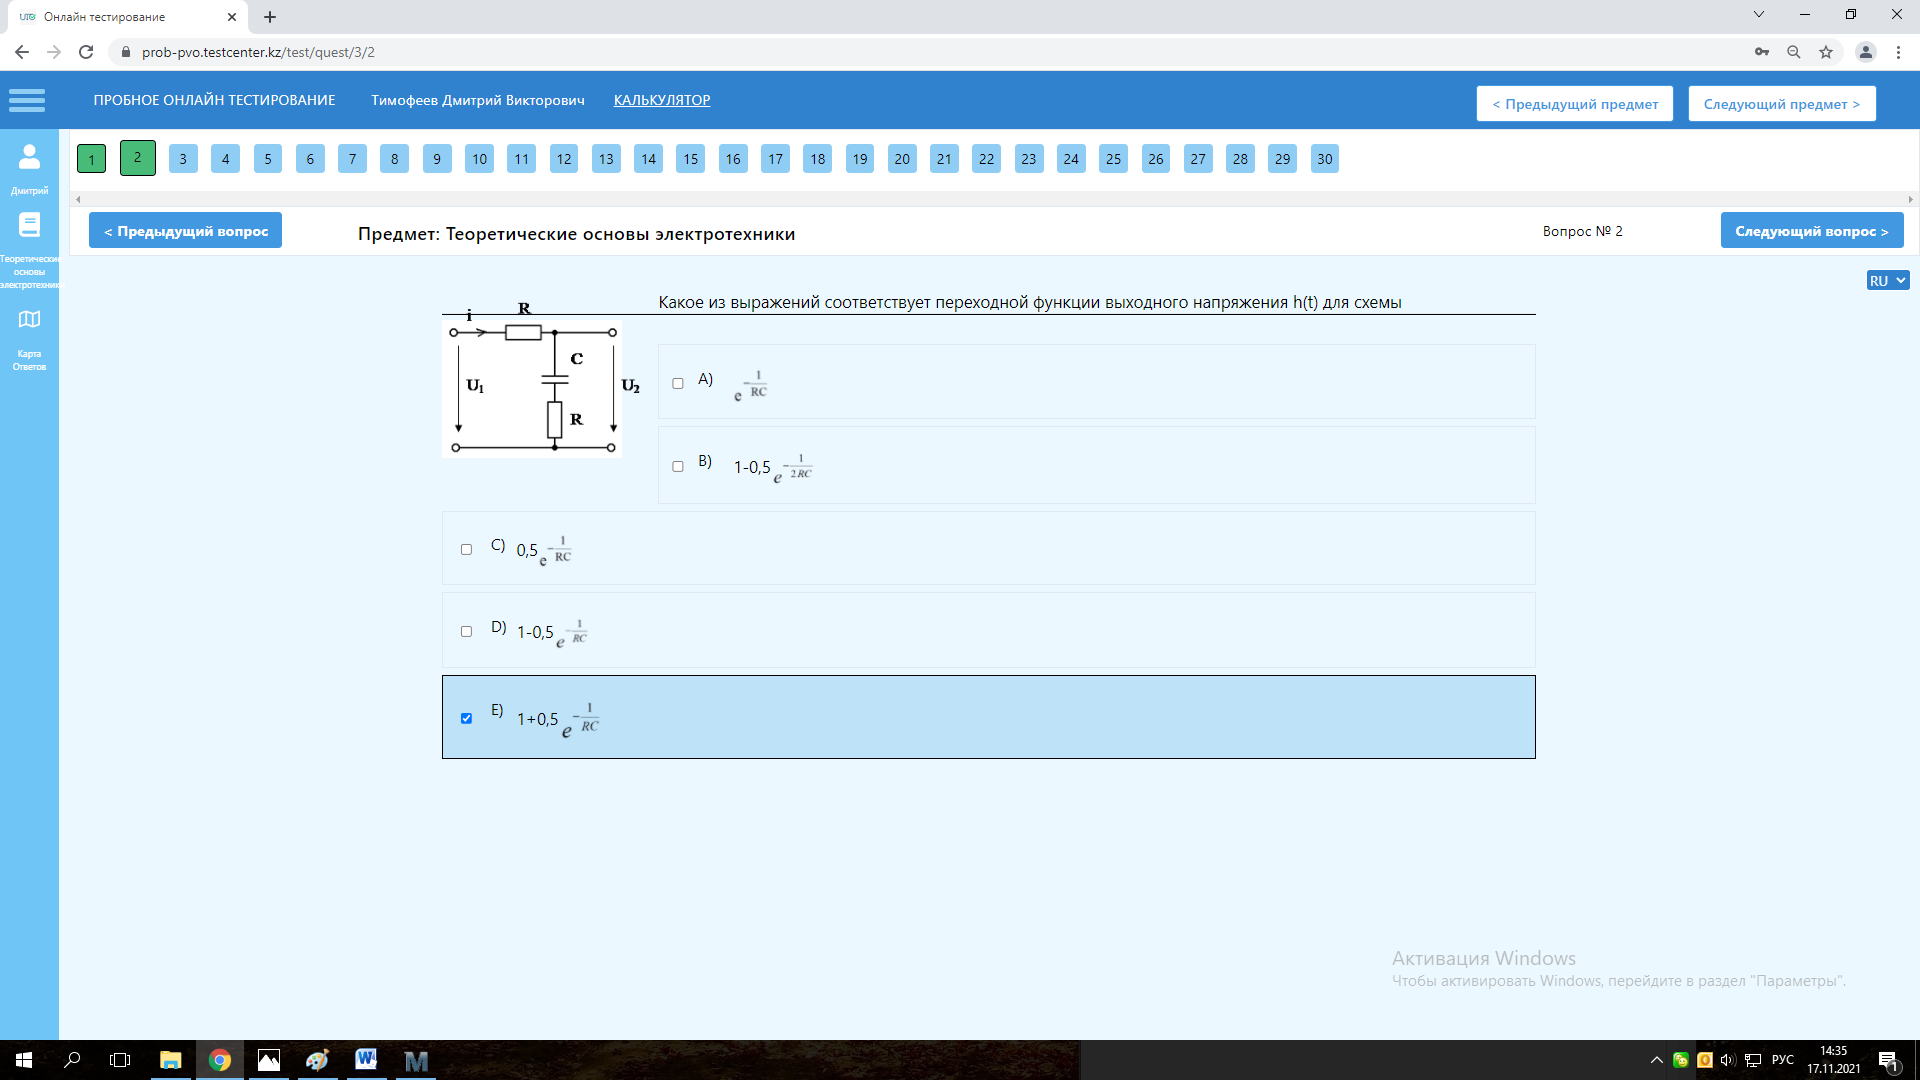 Онлайн тестирование
prob-pvo.testcenter.kz/test/quest/3/2
ПРОБНОЕ ОНЛАЙН ТЕСТИРОВАНИЕ Тимофеев Дмитрий Викторович КАЛЬКУЛЯТОР < Предыдущий предмет Следующий предмет >
1 2 3 4 5 6 7 8 9 10 11 12 13 14 15 16 17 18 19 20 21 22 23 24 25 26 27 28 29 30
Дмитрий
Теоретические
основы
электротехники
Карта
Ответов
< Предыдущий вопрос Предмет: Теоретические основы электротехники Вопрос № 2 Следующий вопрос >
RU
Какое из выражений соответствует переходной функции выходного напряжения h(t) для схемы
i R
C
U₁ U₂
R
A) e^(-1/RC)
B) 1-0,5 e^(-1/2RC)
C) 0,5 e^(-1/RC)
D) 1-0,5 e^(-1/RC)
E) 1+0,5 e^(-1/RC)
Активация Windows
Чтобы активировать Windows, перейдите в раздел "Параметры".
РУС
14:35
17.11.2021
1